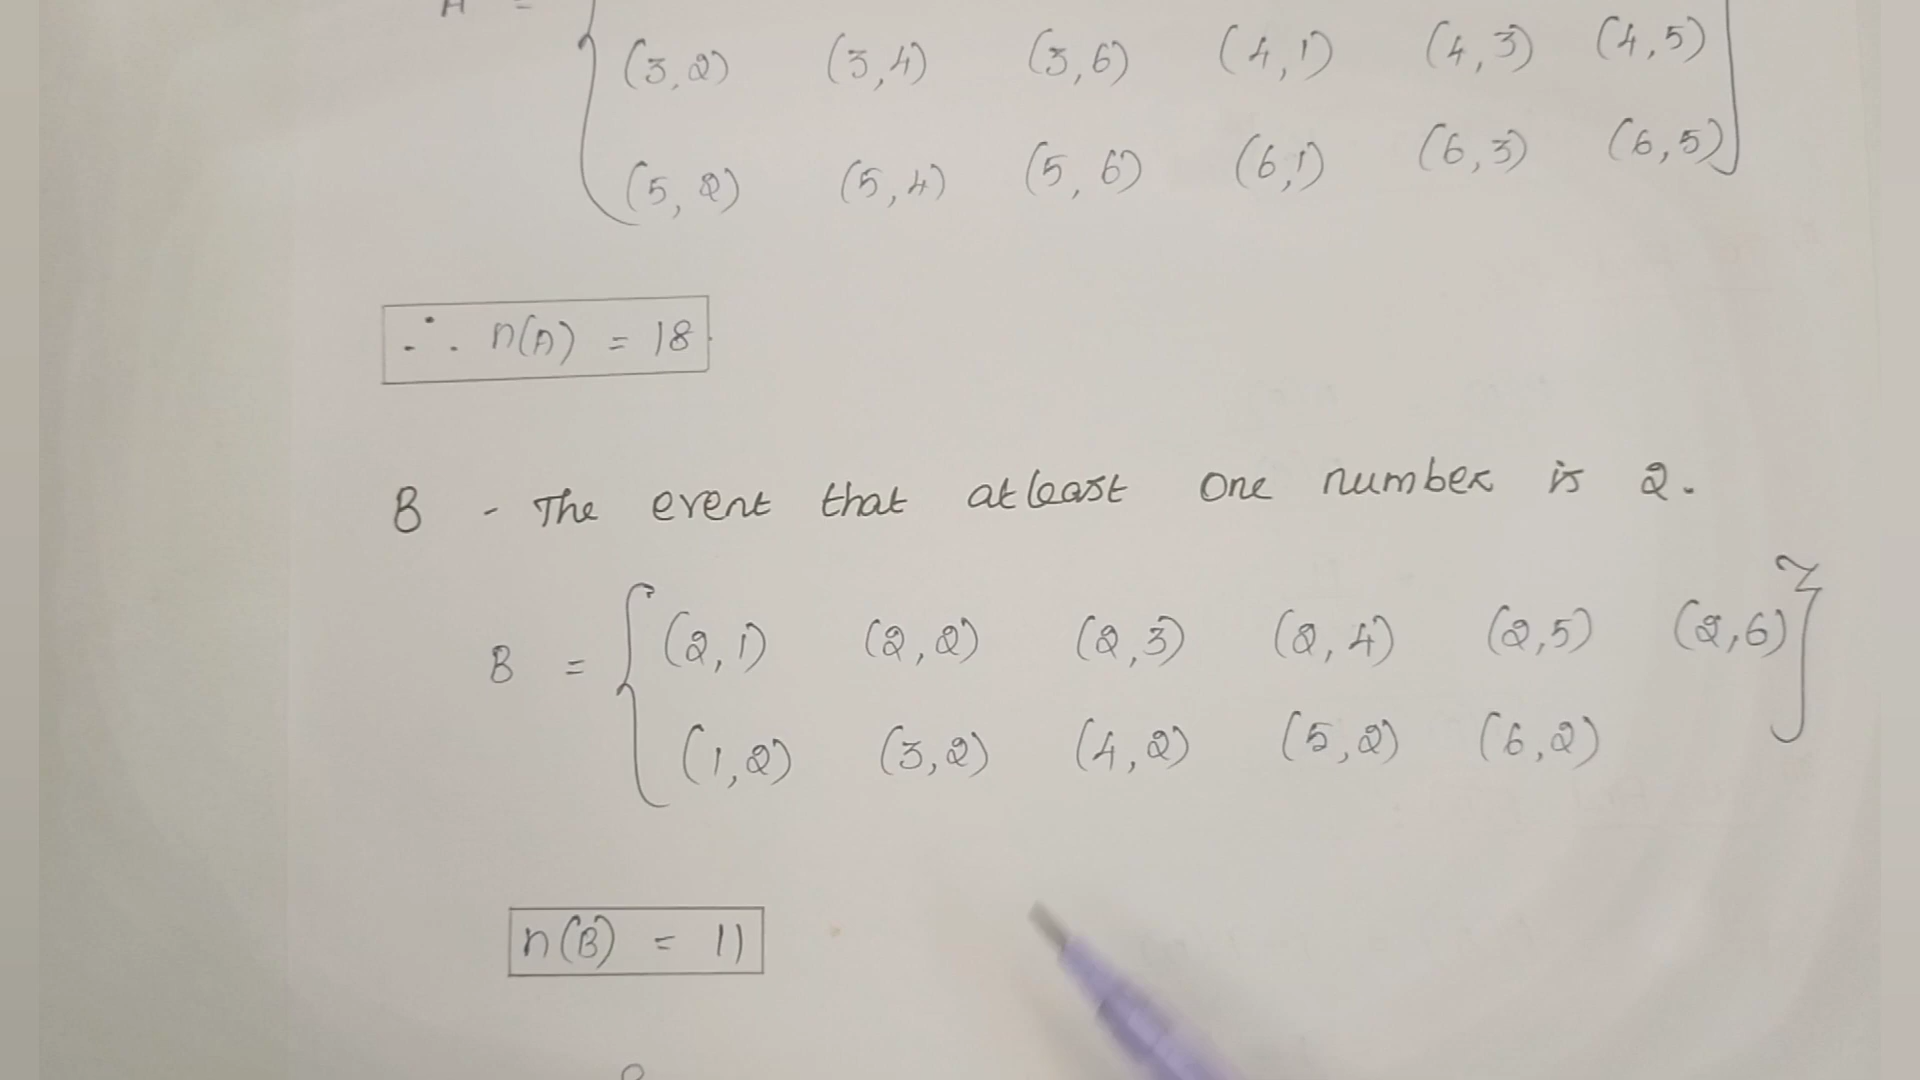 A =
(3,2) (3,4) (3,6) (4,1) (4,3) (4,5)
(5,2) (5,4) (5,6) (6,1) (6,3) (6,5)
∴ n(A) = 18
B - The event that atleast one number is 2.
B = { (2,1) (2,2) (2,3) (2,4) (2,5) (2,6) }
(1,2) (3,2) (4,2) (5,2) (6,2)
n(B) = 11